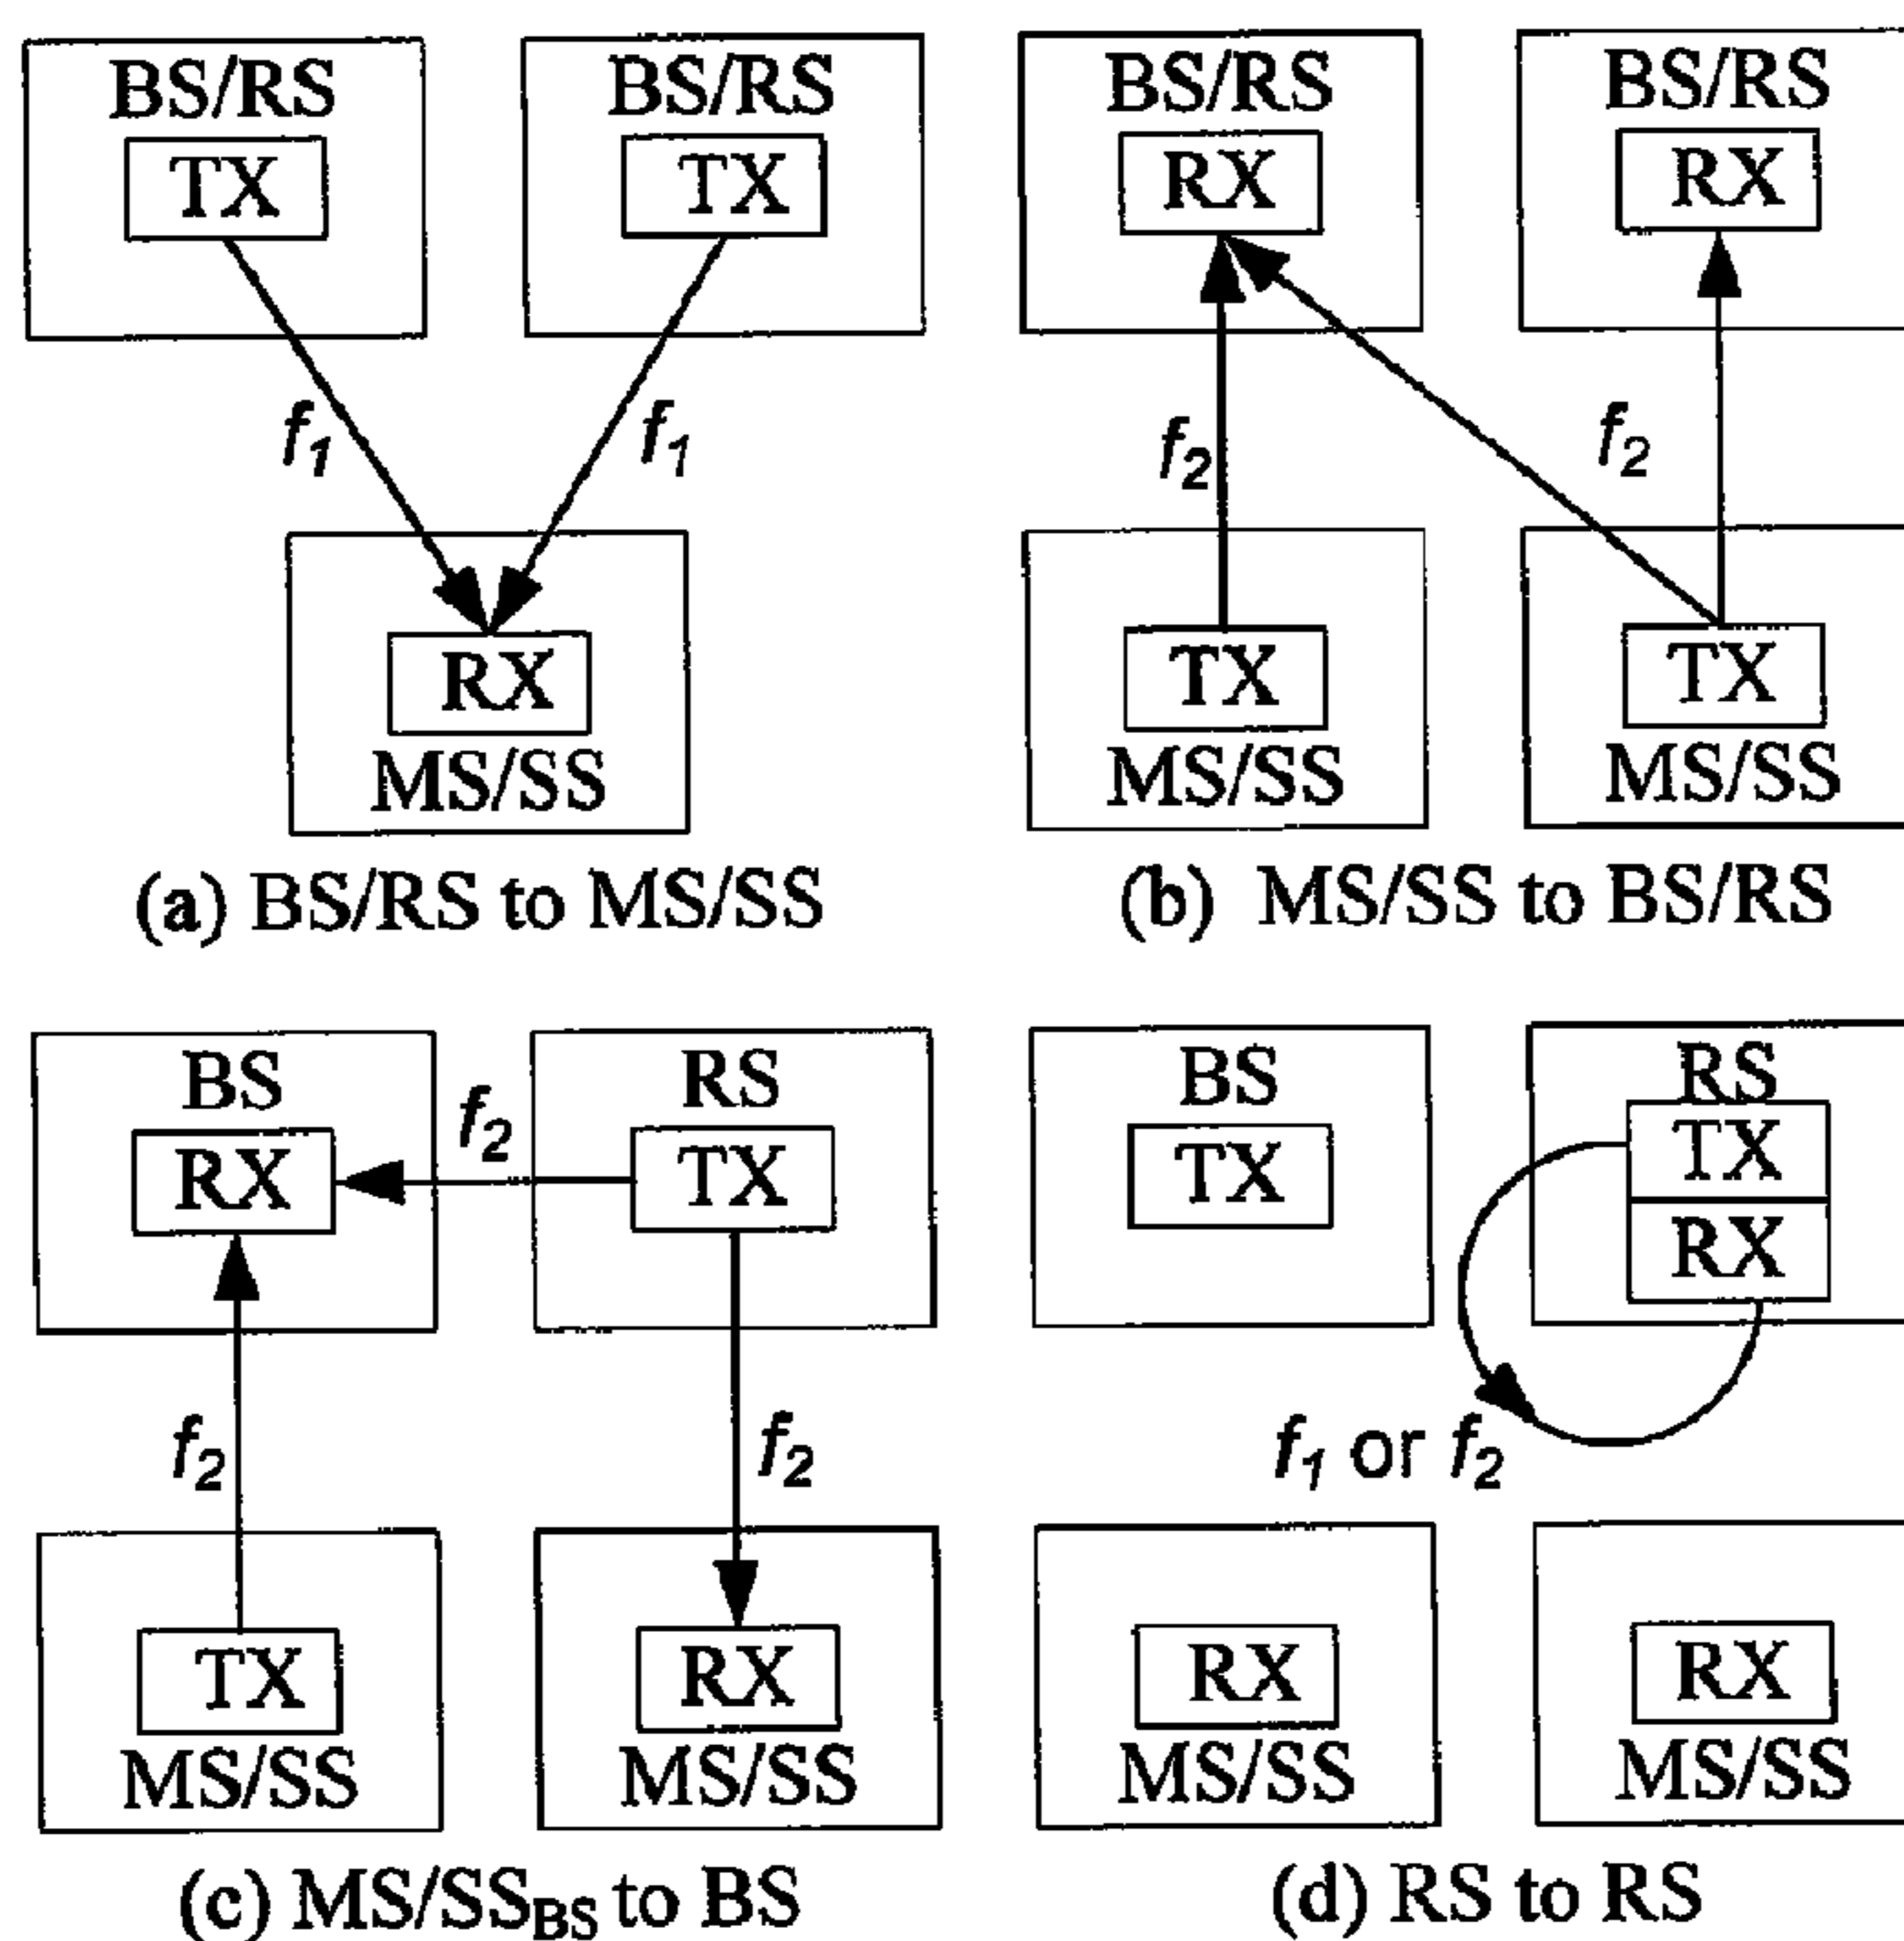 BS/RS
TX
BS/RS
TX
f1
f1
RX
MS/SS
(a) BS/RS to MS/SS
BS/RS
RX
BS/RS
RX
f2
f2
TX
MS/SS
TX
MS/SS
(b) MS/SS to BS/RS
BS
RX
f2
RS
TX
f2
f2
TX
MS/SS
RX
MS/SS
(c) MS/SSBS to BS
BS
TX
RS
TX
RX
f1 or f2
RX
MS/SS
RX
MS/SS
(d) RS to RS